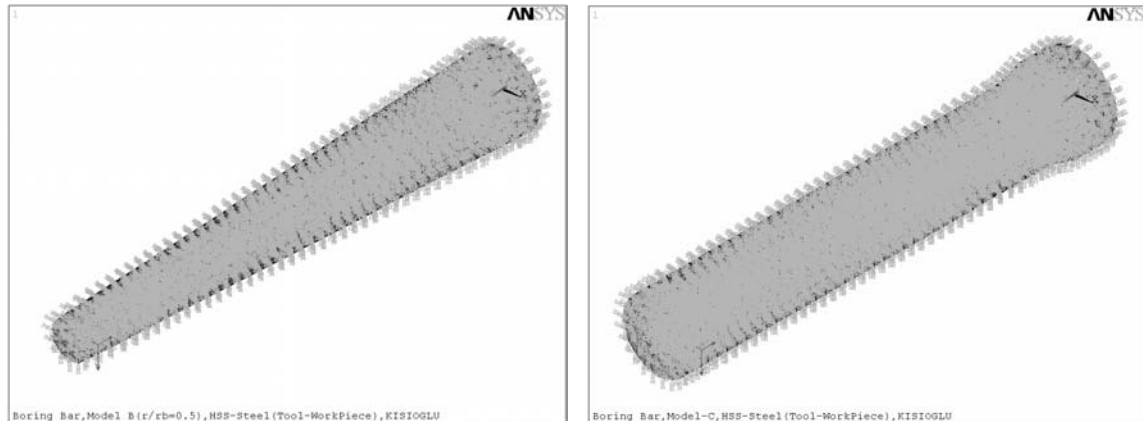 1
ANSYS
Boring Bar,Model B(r/rb=0.5),HSS-Steel(Tool-WorkPiece),KISIOGLU
1
ANSYS
Boring Bar,Model-C,HSS-Steel(Tool-WorkPiece),KISIOGLU